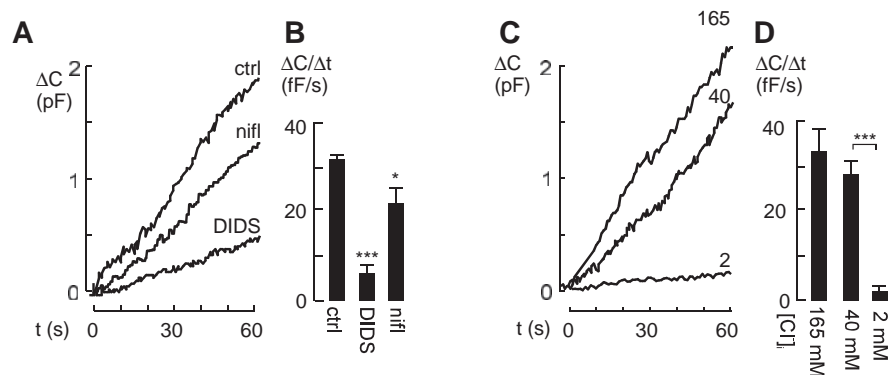 A
ΔC
(pF)
2
1
0
ctrl
nifl
DIDS
t (s)
0
30
60
B
ΔC/Δt
(fF/s)
40
20
0
***
*
ctrl
DIDS
nifl
C
ΔC
(pF)
2
1
0
165
40
2
t (s)
0
30
60
D
ΔC/Δt
(fF/s)
40
20
0
***
[Cl⁻]i
165 mM
40 mM
2 mM